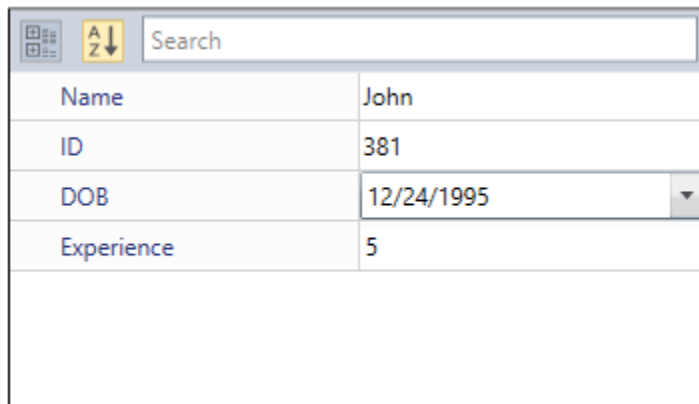 A Z Search
Name John
ID 381
DOB 12/24/1995
Experience 5